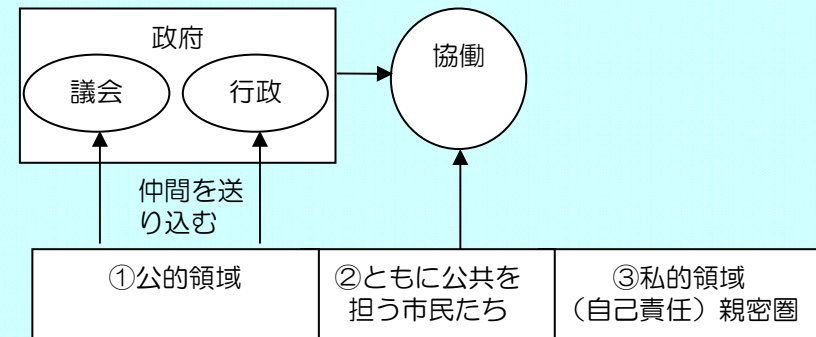 政府
議会
行政
協働
仲間を送
り込む
①公的領域
②ともに公共を
担う市民たち
③私的領域
（自己責任）親密圏